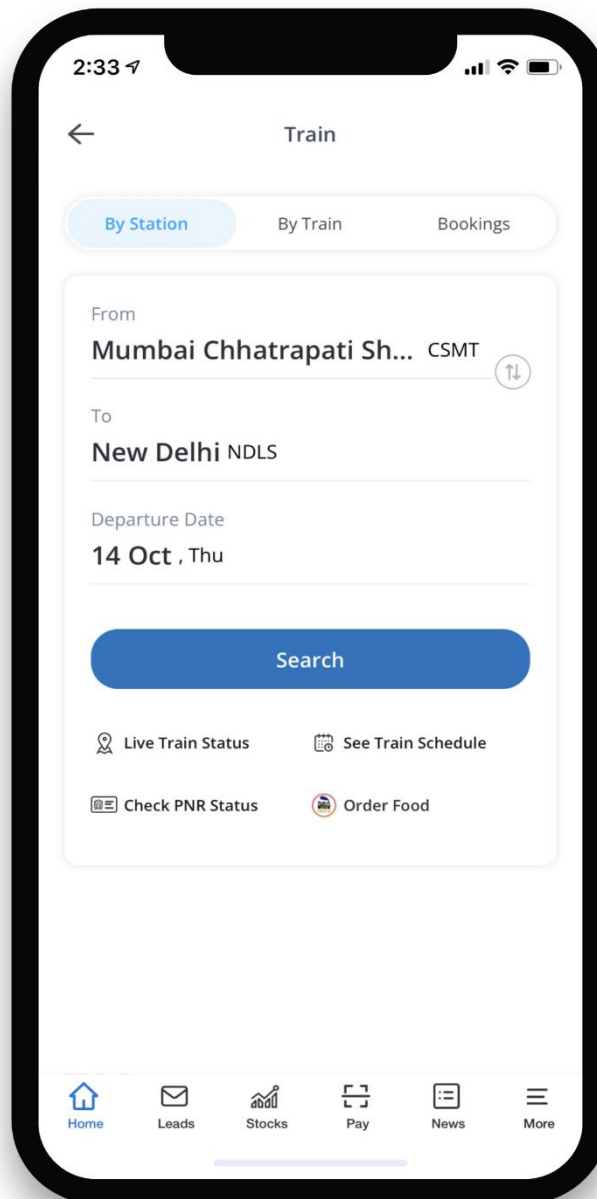 2:33
Train
By Station By Train Bookings
From
Mumbai Chhatrapati Sh... CSMT
To
New Delhi NDLS
Departure Date
14 Oct , Thu
Search
Live Train Status See Train Schedule
Check PNR Status Order Food
Home Leads Stocks Pay News More